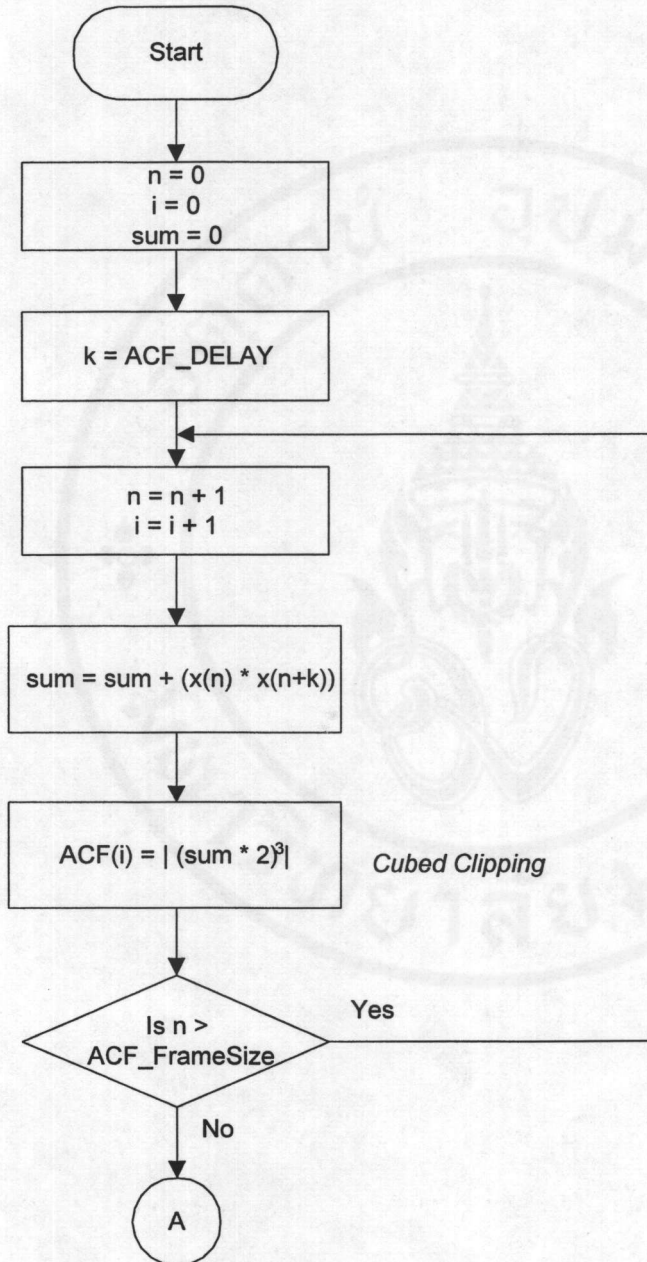 Start
n = 0
i = 0
sum = 0
k = ACF_DELAY
n = n + 1
i = i + 1
sum = sum + (x(n) * x(n+k))
ACF(i) = | (sum * 2)³|
Cubed Clipping
Is n >
ACF_FrameSize
Yes
No
A